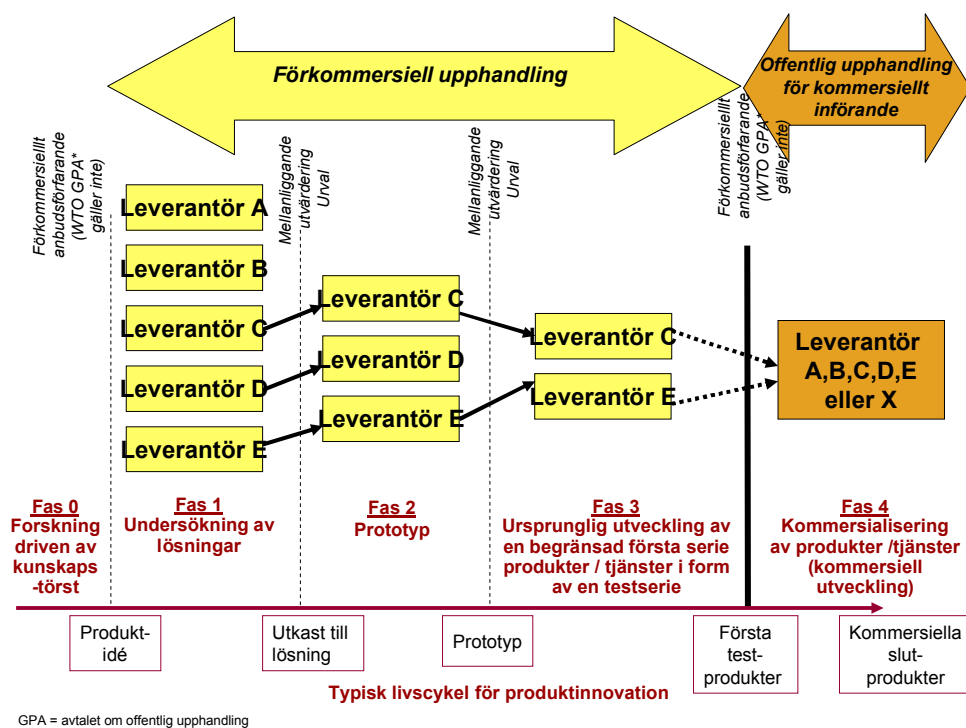 Förkommersiell upphandling
Offentlig upphandling
för kommersiellt
införande
Förkommersiellt
anbudsförfarande
(WTO GPA*
gäller inte)
Mellanliggande
utvärdering
Urval
Mellanliggande
utvärdering
Urval
Förkommersiellt
anbudsförfarande
(WTO GPA*
gäller inte)
Leverantör A
Leverantör B
Leverantör C
Leverantör D
Leverantör E
Leverantör C
Leverantör D
Leverantör E
Leverantör C
Leverantör E
Leverantör
A,B,C,D,E
eller X
Fas 0
Forskning
driven av
kunskaps
-törst
Fas 1
Undersökning av
lösningar
Fas 2
Prototyp
Fas 3
Ursprunglig utveckling av
en begränsad första serie
produkter / tjänster i form
av en testserie
Fas 4
Kommersialisering
av produkter /tjänster
(kommersiell
utveckling)
Produkt-
idé
Utkast till
lösning
Prototyp
Första
test-
produkter
Kommersiella
slut-
produkter
Typisk livscykel för produktinnovation
GPA = avtalet om offentlig upphandling